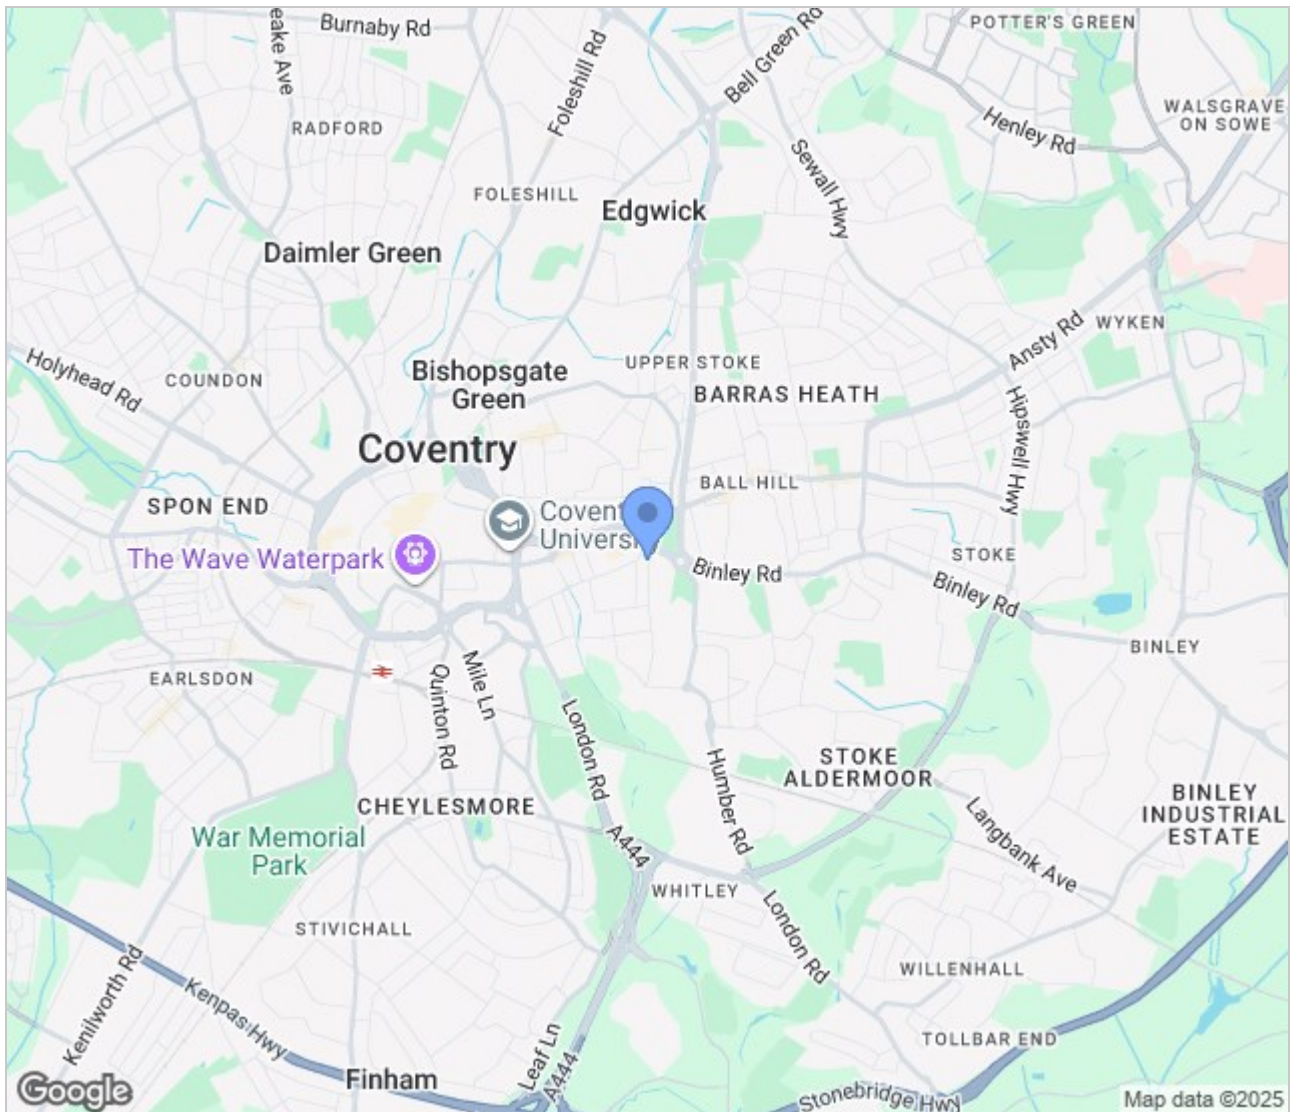 Burnaby Rd
eake Ave
Foleshill Rd
Bell Green Rd
POTTER'S GREEN
Henley Rd
WALSGRAVE
ON SOWE
RADFORD
Sewall Hwy
FOLESHILL
Edgwick
Daimler Green
Ansty Rd
WYKEN
Holyhead Rd
COUNDON
Bishopsgate
Green
UPPER STOKE
BARRAS HEATH
Hipswell Hwy
Coventry
BALL HILL
SPON END
Coventry
University
The Wave Waterpark
Binley Rd
STOKE
Binley Rd
BINLEY
EARLSDON
Quinton Rd
Mile Ln
London Rd
Humber Rd
STOKE
ALDERMOOR
BINLEY
INDUSTRIAL
ESTATE
CHEYLESMORE
War Memorial
Park
A444
Langbank Ave
WHITLEY
London Rd
STIVICHALL
WILLENHALL
Kenilworth Rd
Kenpas Hwy
TOLLBAR END
Leaf Ln
A444
Finham
Stonebridge Hwy
Google
Map data ©2025